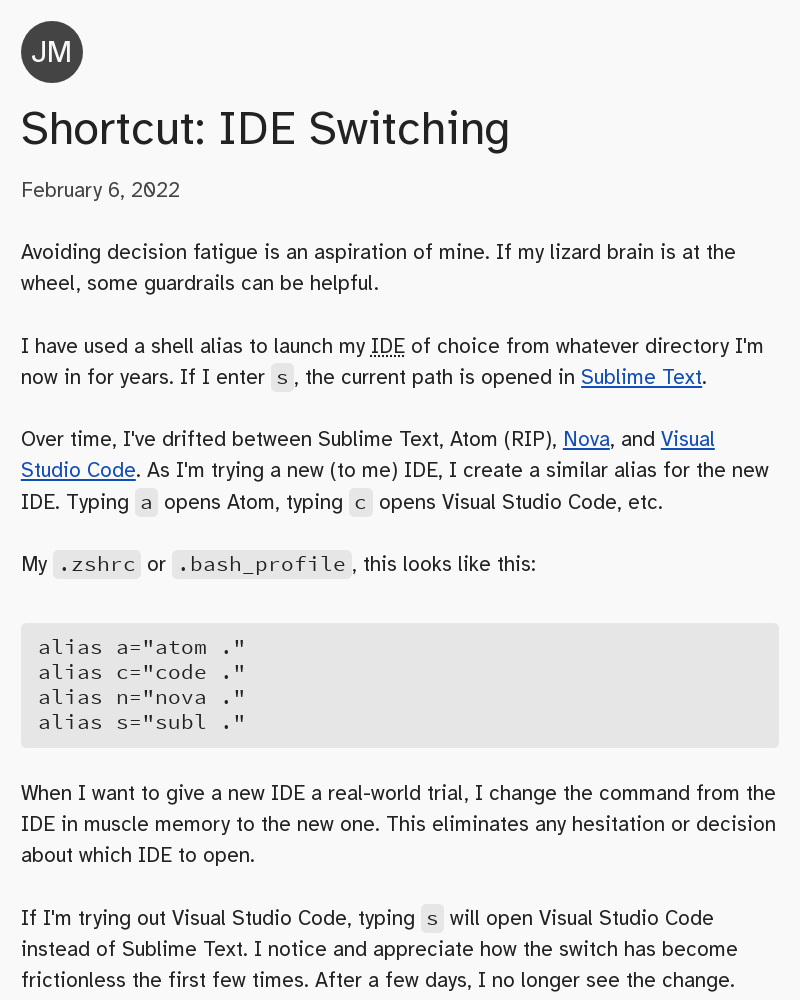 JM
Shortcut: IDE Switching
February 6, 2022
Avoiding decision fatigue is an aspiration of mine. If my lizard brain is at the
wheel, some guardrails can be helpful.
I have used a shell alias to launch my IDE of choice from whatever directory I'm
now in for years. If I enter s, the current path is opened in Sublime Text.
Over time, I've drifted between Sublime Text, Atom (RIP), Nova, and Visual
Studio Code. As I'm trying a new (to me) IDE, I create a similar alias for the new
IDE. Typing a opens Atom, typing c opens Visual Studio Code, etc.
My .zshrc or .bash_profile, this looks like this:
alias a="atom ."
alias c="code ."
alias n="nova ."
alias s="subl ."
When I want to give a new IDE a real-world trial, I change the command from the
IDE in muscle memory to the new one. This eliminates any hesitation or decision
about which IDE to open.
If I'm trying out Visual Studio Code, typing s will open Visual Studio Code
instead of Sublime Text. I notice and appreciate how the switch has become
frictionless the first few times. After a few days, I no longer see the change.